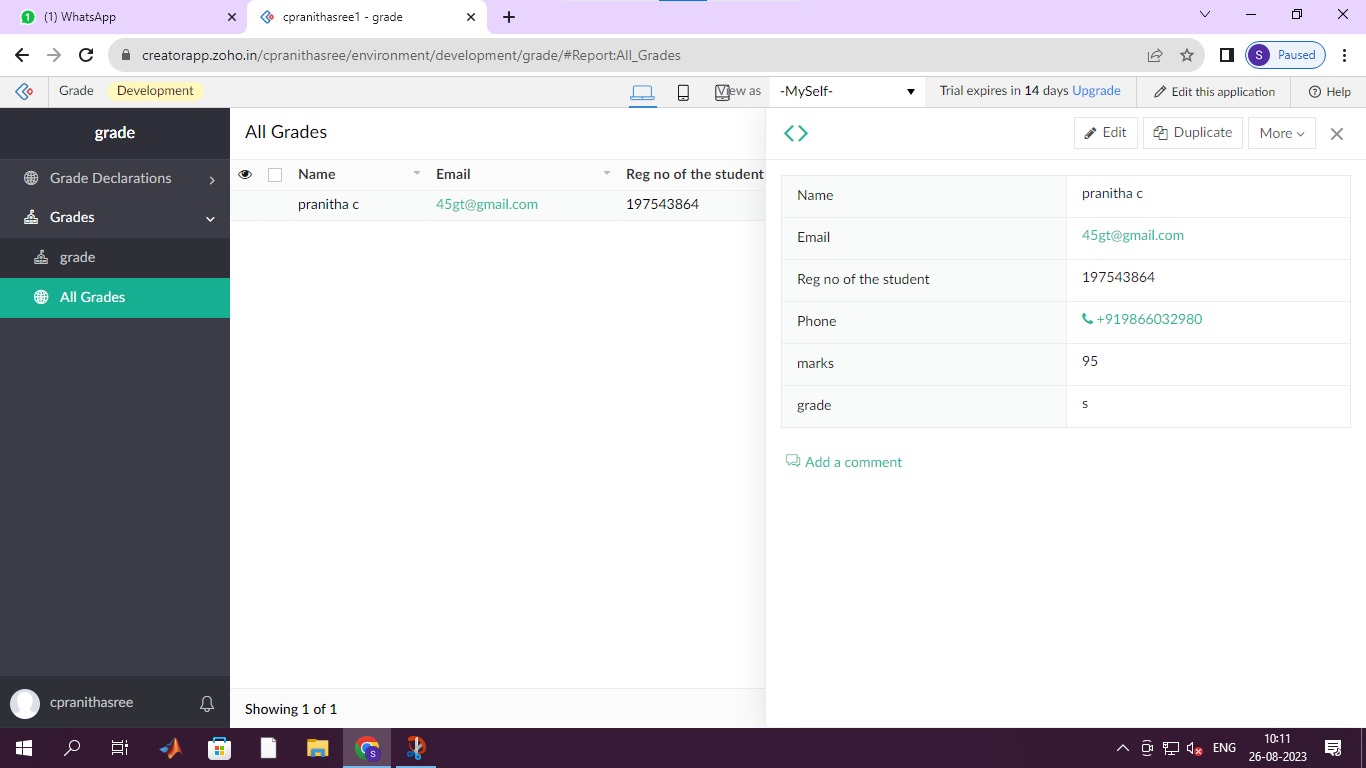 (1) WhatsApp
cpranithasree1 - grade
creatorapp.zoho.in/cpranithasree/environment/development/grade/#Report:All_Grades
S Paused
Grade Development View as -MySelf- Trial expires in 14 days Upgrade Edit this application Help
grade
Grade Declarations
Grades
grade
All Grades
cpranithasree
All Grades
Name Email Reg no of the student
pranitha c 45gt@gmail.com 197543864
Showing 1 of 1
Edit Duplicate More
Name pranitha c
Email 45gt@gmail.com
Reg no of the student 197543864
Phone +919866032980
marks 95
grade s
Add a comment
ENG
10:11
26-08-2023